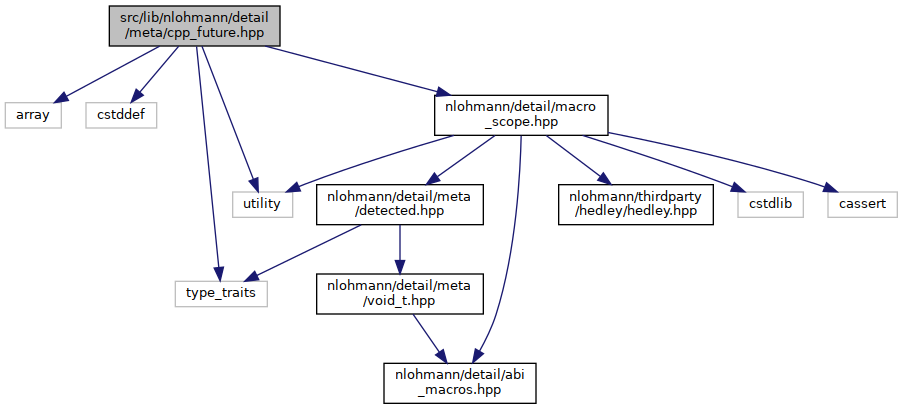 src/lib/nlohmann/detail
/meta/cpp_future.hpp
array
cstddef
nlohmann/detail/macro
_scope.hpp
utility
nlohmann/detail/meta
/detected.hpp
nlohmann/thirdparty
/hedley/hedley.hpp
cstdlib
cassert
type_traits
nlohmann/detail/meta
/void_t.hpp
nlohmann/detail/abi
_macros.hpp